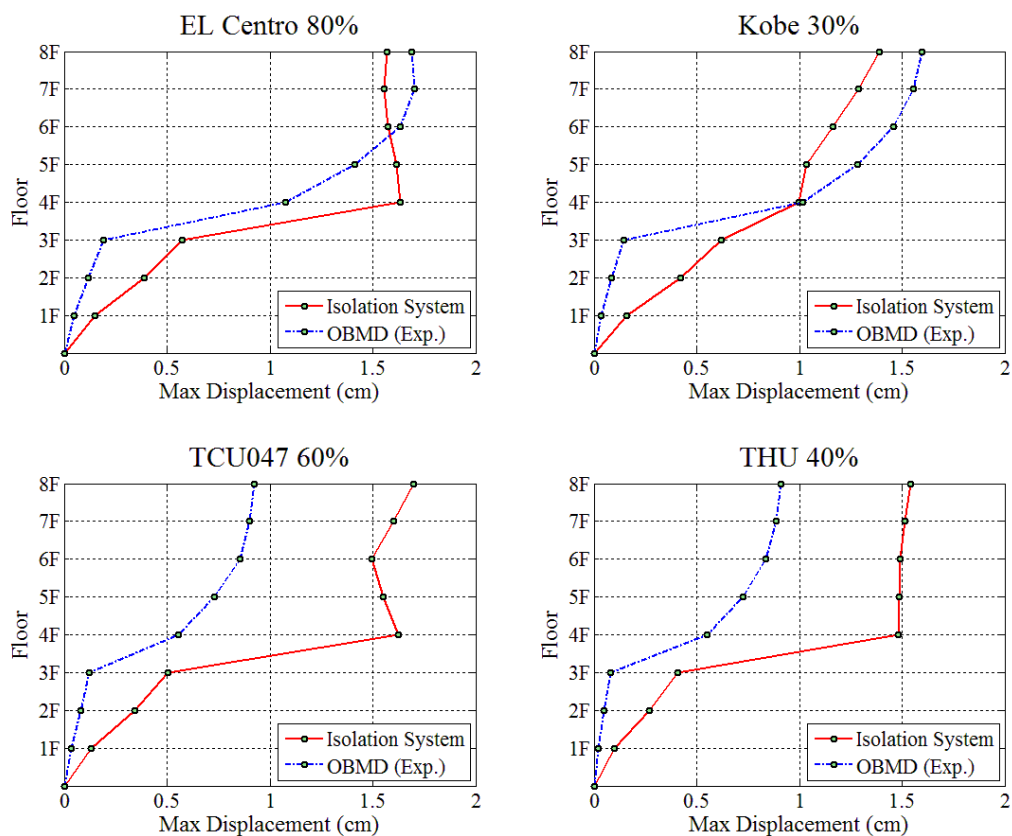 EL Centro 80%
8F
7F
6F
5F
4F
3F
2F
1F
Floor
Isolation System
OBMD (Exp.)
0 0.5 1 1.5 2
Max Displacement (cm)
Kobe 30%
8F
7F
6F
5F
4F
3F
2F
1F
Floor
Isolation System
OBMD (Exp.)
0 0.5 1 1.5 2
Max Displacement (cm)
TCU047 60%
8F
7F
6F
5F
4F
3F
2F
1F
Floor
Isolation System
OBMD (Exp.)
0 0.5 1 1.5 2
Max Displacement (cm)
THU 40%
8F
7F
6F
5F
4F
3F
2F
1F
Floor
Isolation System
OBMD (Exp.)
0 0.5 1 1.5 2
Max Displacement (cm)